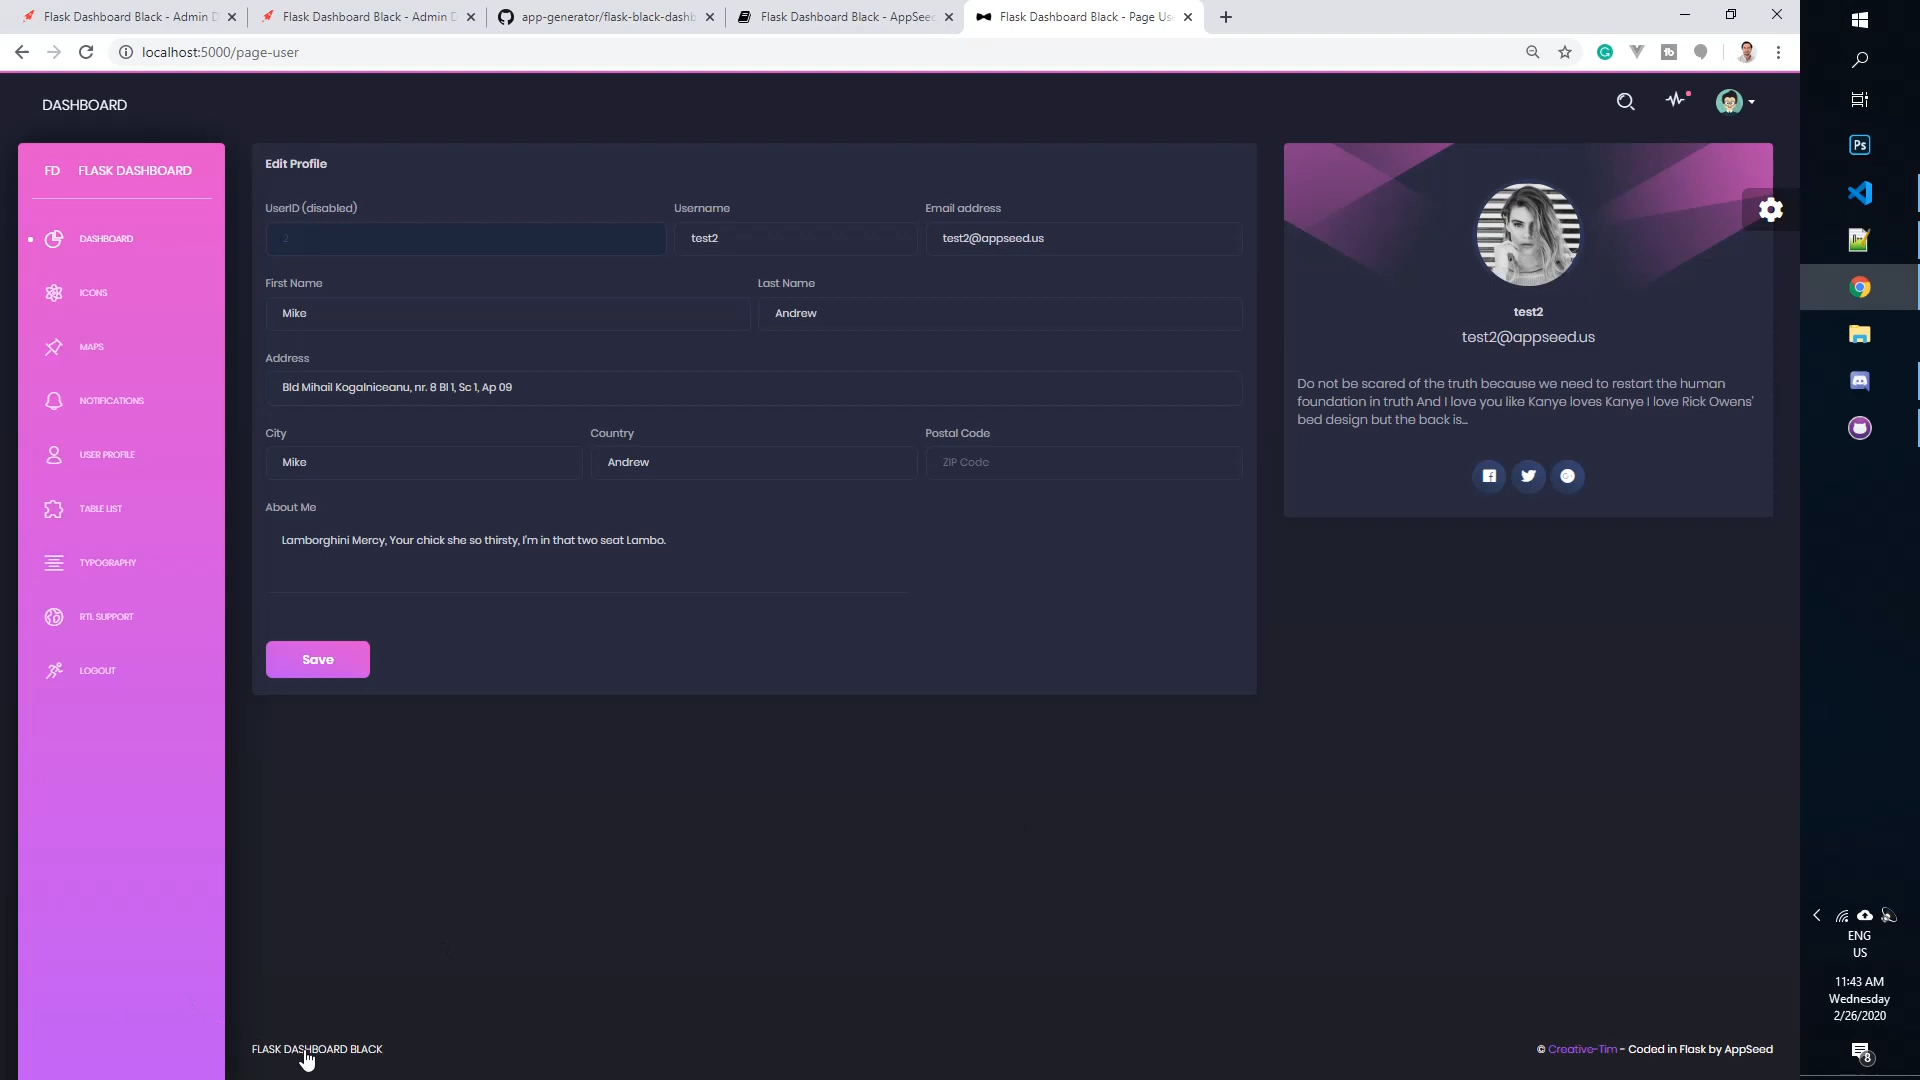 Flask Dashboard Black - Admin D
Flask Dashboard Black - Admin D
app-generator/flask-black-dashb
Flask Dashboard Black - AppSeed
Flask Dashboard Black - Page Us
localhost:5000/page-user
DASHBOARD
FD FLASK DASHBOARD
DASHBOARD
ICONS
MAPS
NOTIFICATIONS
USER PROFILE
TABLE LIST
TYPOGRAPHY
RTL SUPPORT
LOGOUT
Edit Profile
UserID (disabled)
Username
Email address
2
test2
test2@appseed.us
First Name
Last Name
Mike
Andrew
Address
Bld Mihail Kogalniceanu, nr. 8 Bl 1, Sc 1, Ap 09
City
Country
Postal Code
Mike
Andrew
ZIP Code
About Me
Lamborghini Mercy, Your chick she so thirsty, I'm in that two seat Lambo.
Save
test2
test2@appseed.us
Do not be scared of the truth because we need to restart the human
foundation in truth And I love you like Kanye loves Kanye I love Rick Owens'
bed design but the back is...
FLASK DASHBOARD BLACK
© Creative-Tim - Coded in Flask by AppSeed
Ps
ENG
US
11:43 AM
Wednesday
2/26/2020
8